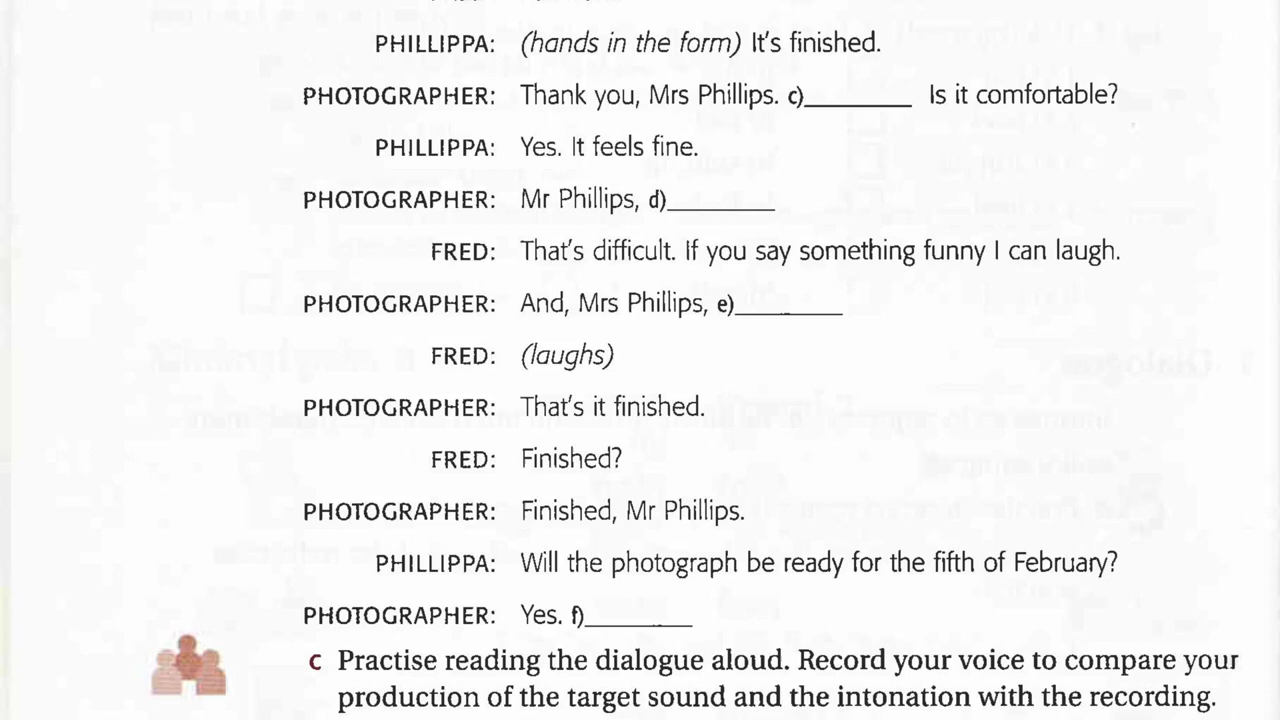 PHILLIPPA: (hands in the form) It's finished.
PHOTOGRAPHER: Thank you, Mrs Phillips. c)________ Is it comfortable?
PHILLIPPA: Yes. It feels fine.
PHOTOGRAPHER: Mr Phillips, d)________
FRED: That's difficult. If you say something funny I can laugh.
PHOTOGRAPHER: And, Mrs Phillips, e)________
FRED: (laughs)
PHOTOGRAPHER: That's it finished.
FRED: Finished?
PHOTOGRAPHER: Finished, Mr Phillips.
PHILLIPPA: Will the photograph be ready for the fifth of February?
PHOTOGRAPHER: Yes. f)________
c Practise reading the dialogue aloud. Record your voice to compare your
production of the target sound and the intonation with the recording.